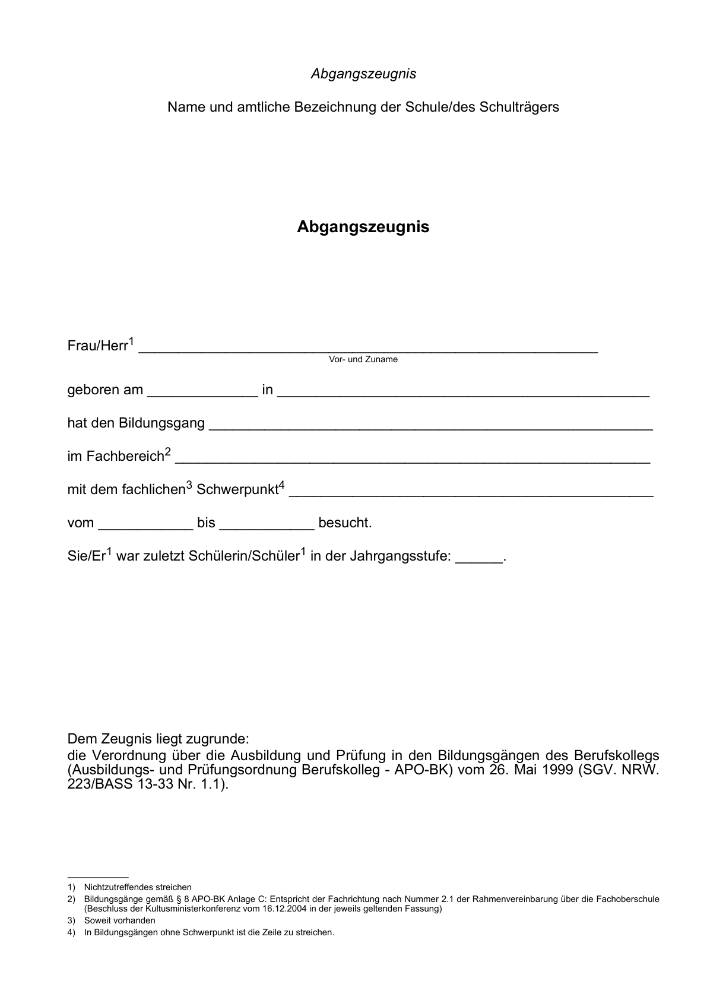 Abgangszeugnis
Name und amtliche Bezeichnung der Schule/des Schulträgers
Abgangszeugnis
Frau/Herr1 __________________________________________________________
Vor- und Zuname
geboren am ______________ in _______________________________________________
hat den Bildungsgang ________________________________________________________
im Fachbereich2 ____________________________________________________________
mit dem fachlichen3 Schwerpunkt4 ______________________________________________
vom ____________ bis ____________ besucht.
Sie/Er1 war zuletzt Schülerin/Schüler1 in der Jahrgangsstufe: ______.
Dem Zeugnis liegt zugrunde:
die Verordnung über die Ausbildung und Prüfung in den Bildungsgängen des Berufskollegs
(Ausbildungs- und Prüfungsordnung Berufskolleg - APO-BK) vom 26. Mai 1999 (SGV. NRW.
223/BASS 13-33 Nr. 1.1).
1) Nichtzutreffendes streichen
2) Bildungsgänge gemäß § 8 APO-BK Anlage C: Entspricht der Fachrichtung nach Nummer 2.1 der Rahmenvereinbarung über die Fachoberschule
(Beschluss der Kultusministerkonferenz vom 16.12.2004 in der jeweils geltenden Fassung)
3) Soweit vorhanden
4) In Bildungsgängen ohne Schwerpunkt ist die Zeile zu streichen.